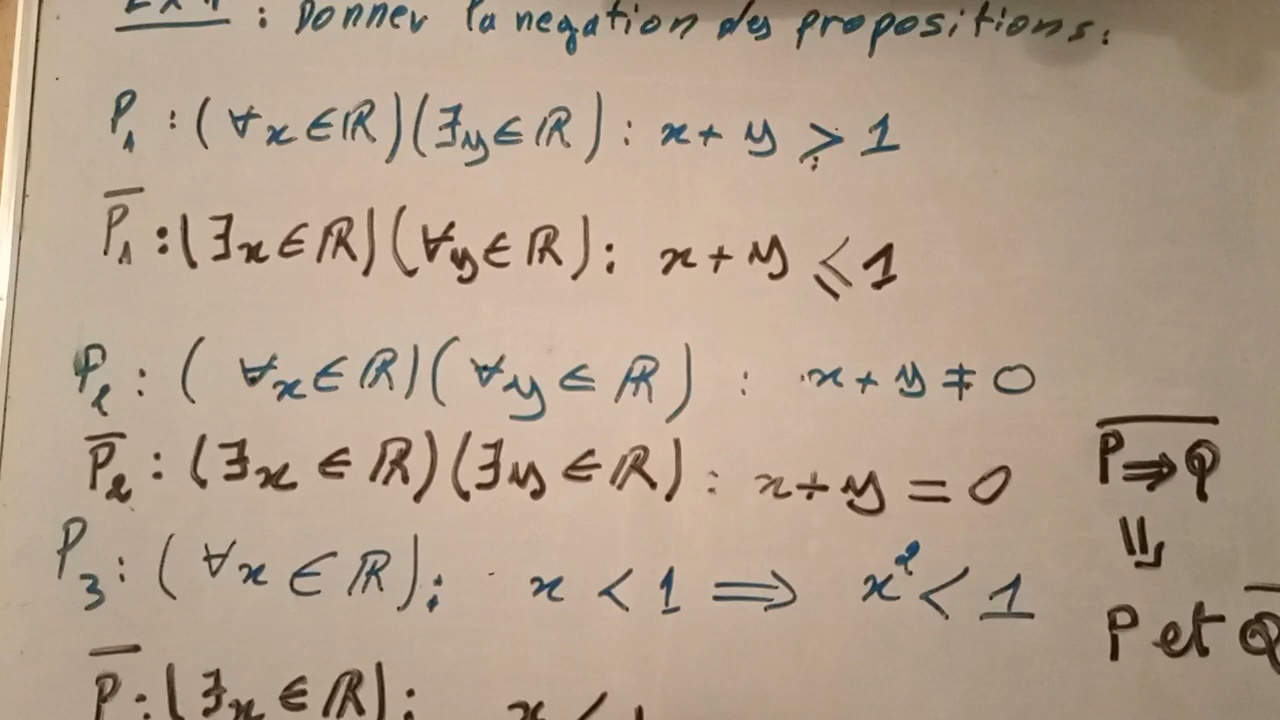 : Donner la negation des propositions.
P₁ : (∀x∈ℝ)(∃y∈ℝ) : x + y > 1
P̅₁ : (∃x∈ℝ)(∀y∈ℝ) : x + y ⩽ 1
P₂ : (∀x∈ℝ)(∀y∈ℝ) : x + y ≠ 0
P̅₂ : (∃x∈ℝ)(∃y∈ℝ) : x + y = 0
P₃ : (∀x∈ℝ) : x < 1 ⟹ x² < 1
P̅ : (∃x∈ℝ) :
P̅ ̅⇒̅ ̅Q̅
P et Q̅